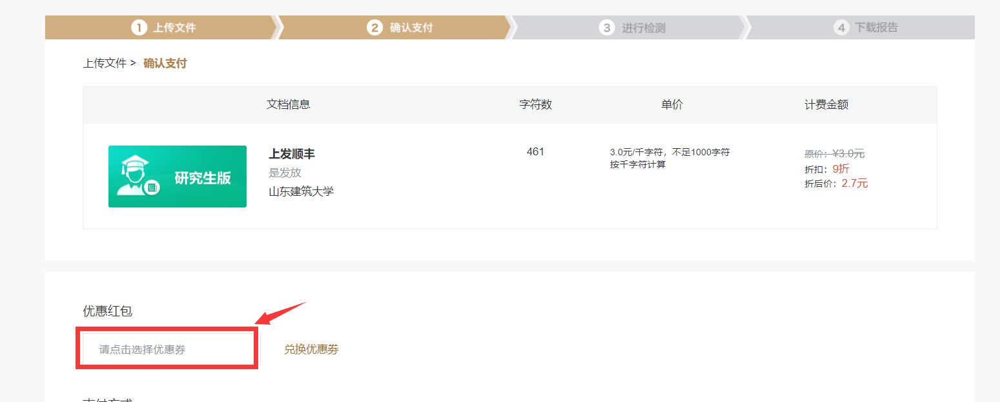 1 上传文件 2 确认支付 3 进行检测 4 下载报告
上传文件 > 确认支付
文档信息 字符数 单价 计费金额
研究生版
上发顺丰
是发放
山东建筑大学
461
3.0元/千字符，不足1000字符
按千字符计算
原价：¥3.0元
折扣：9折
折后价：2.7元
优惠红包
请点击选择优惠券 兑换优惠券
支付方式